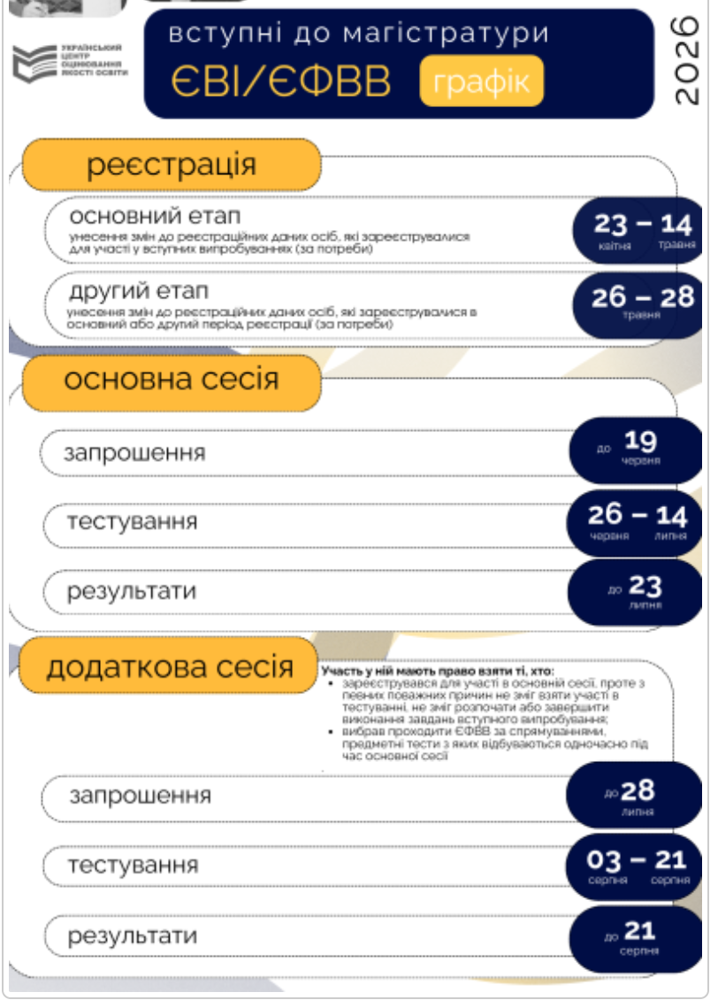 УКРАЇНСЬКИЙ
ЦЕНТР
ОЦІНЮВАННЯ
ЯКОСТІ ОСВІТИ
вступні до магістратури
ЄВІ/ЄФВВ
графік
2026
реєстрація
основний етап
унесення змін до реєстраційних даних осіб, які зареєструвалися
для участі у вступних випробуваннях (за потреби)
23 – 14
квітня травня
другий етап
унесення змін до реєстраційних даних осіб, які зареєструвалися в
основний або другий період реєстрації (за потреби)
26 – 28
травня
основна сесія
запрошення
до 19
червня
тестування
26 – 14
червня липня
результати
до 23
липня
додаткова сесія
Участь у ній мають право взяти ті, хто:
• зареєструвався для участі в основній сесії, проте з
певних поважних причин не зміг взяти участі в
тестуванні, не зміг розпочати або завершити
виконання завдань вступного випробування;
• вибрав проходити ЄФВВ за спрямуваннями,
предметні тести з яких відбуваються одночасно під
час основної сесії
.
запрошення
до 28
липня
тестування
03 – 21
серпня серпня
результати
до 21
серпня